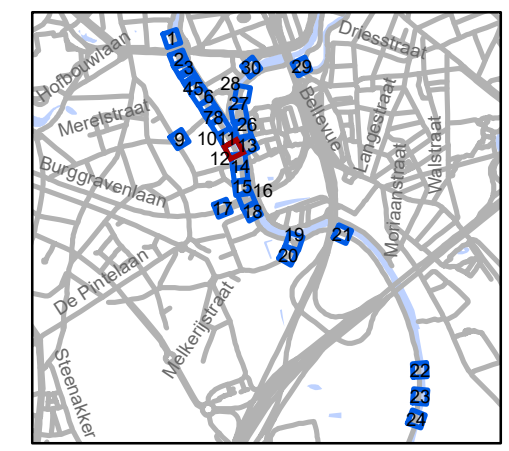 Driesstraat
Hofbouwlaan
1
2
3
30
29
4
5
6
28
27
Bellevue
Langestraat
Merelstraat
7
8
26
Walstraat
9
10
11
13
12
14
Moriaanstraat
Burggravenlaan
15
16
17
18
19
21
20
De Pintelaan
Melkerijstraat
Steenakker
22
23
24